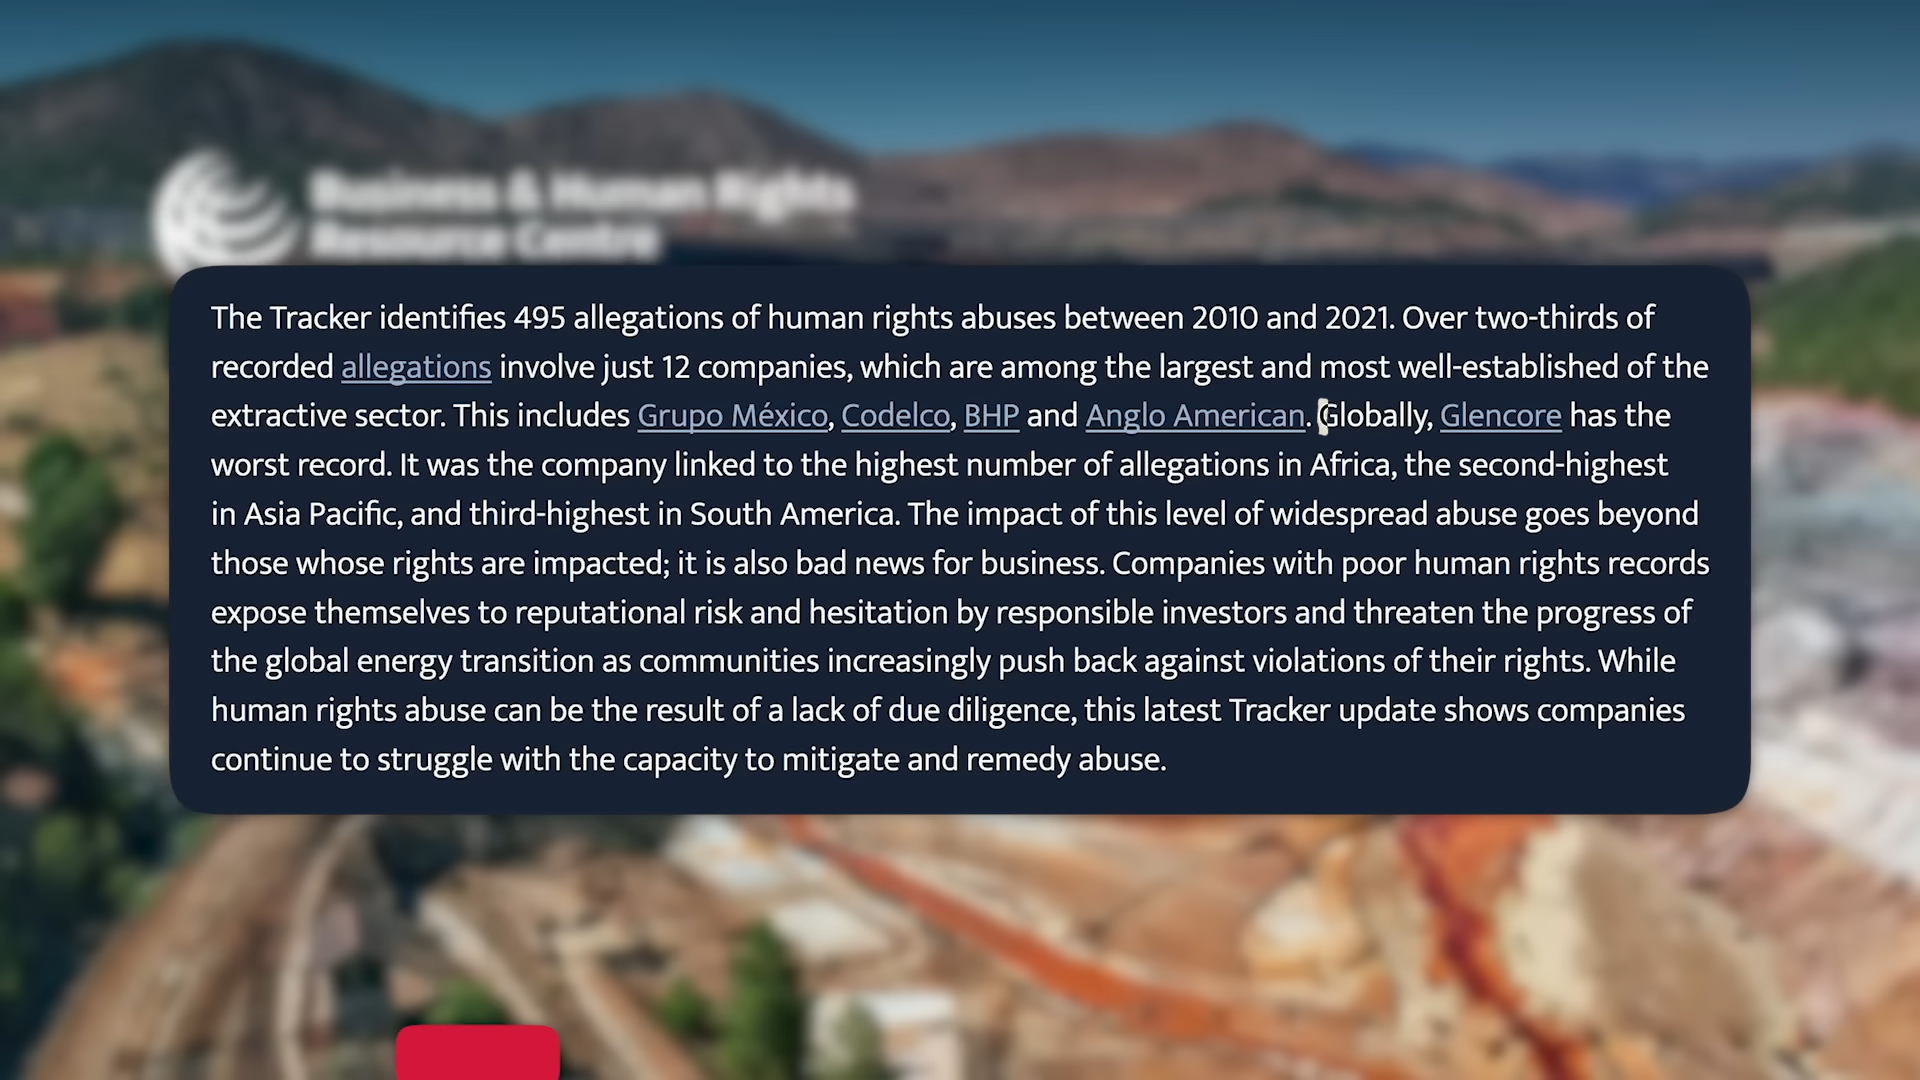 Business & Human Rights
Resource Centre
The Tracker identifies 495 allegations of human rights abuses between 2010 and 2021. Over two-thirds of
recorded allegations involve just 12 companies, which are among the largest and most well-established of the
extractive sector. This includes Grupo México, Codelco, BHP and Anglo American. Globally, Glencore has the
worst record. It was the company linked to the highest number of allegations in Africa, the second-highest
in Asia Pacific, and third-highest in South America. The impact of this level of widespread abuse goes beyond
those whose rights are impacted; it is also bad news for business. Companies with poor human rights records
expose themselves to reputational risk and hesitation by responsible investors and threaten the progress of
the global energy transition as communities increasingly push back against violations of their rights. While
human rights abuse can be the result of a lack of due diligence, this latest Tracker update shows companies
continue to struggle with the capacity to mitigate and remedy abuse.